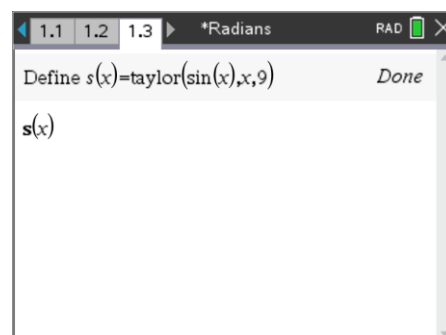 1.1 1.2 1.3 *Radians RAD
Define s(x)=taylor(sin(x),x,9) Done
s(x)